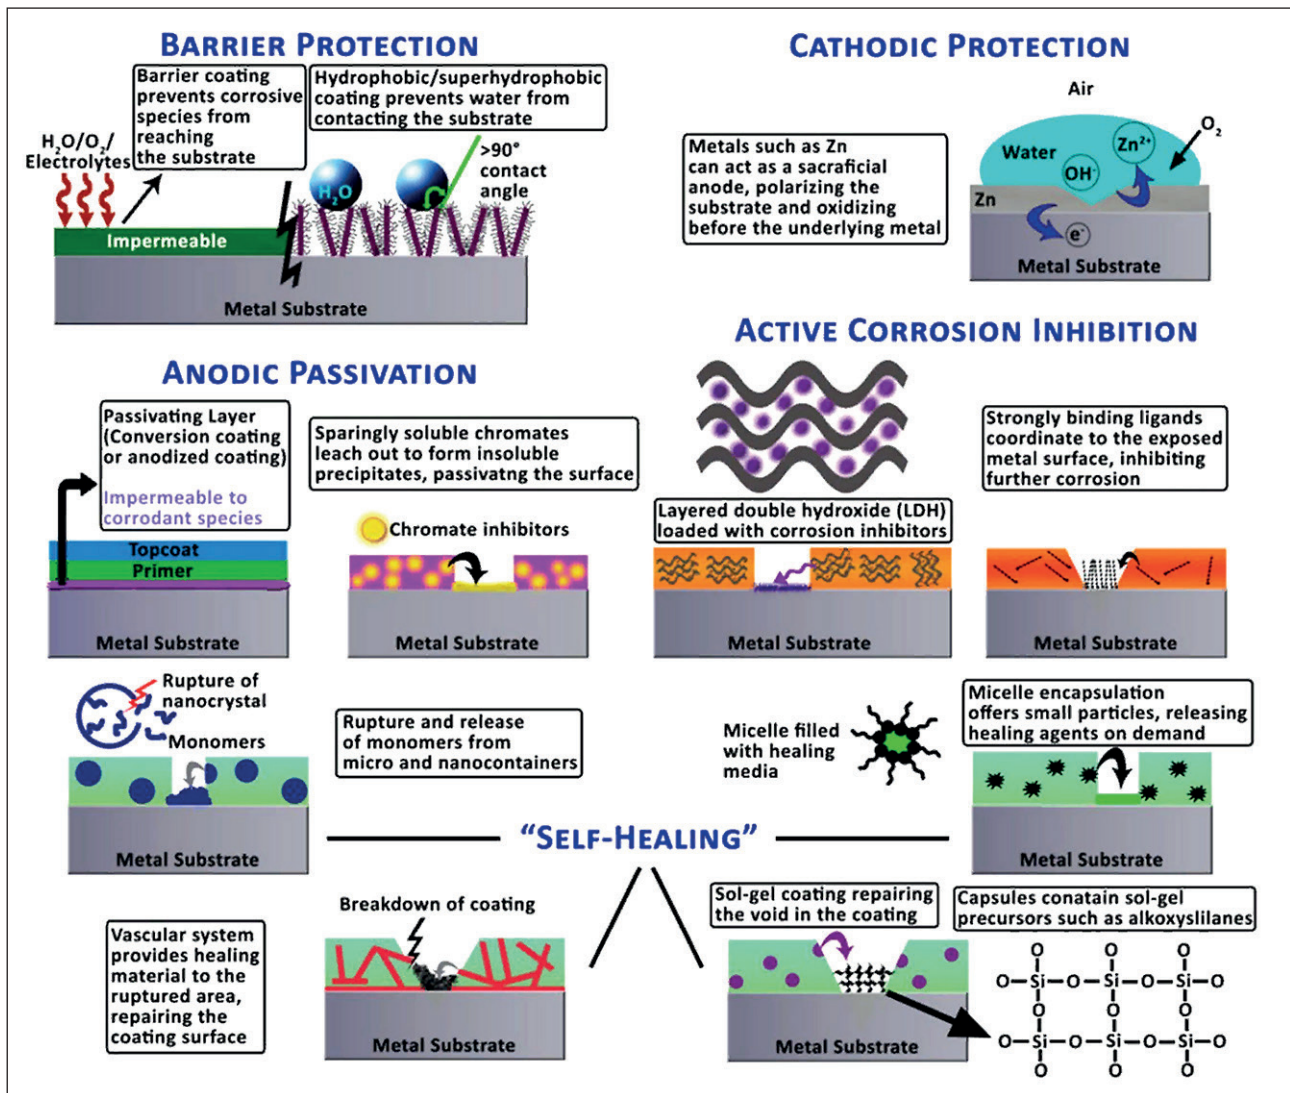 BARRIER PROTECTION
Barrier coating
prevents corrosive
species from
reaching
the substrate
Hydrophobic/superhydrophobic
coating prevents water from
contacting the substrate
H₂O/O₂/
Electrolytes
>90°
contact
angle
H₂O
Impermeable
Metal Substrate
CATHODIC PROTECTION
Air
Metals such as Zn
can act as a sacraficial
anode, polarizing the
substrate and oxidizing
before the underlying metal
O₂
Zn²⁺
Water
OH⁻
Zn
e⁻
Metal Substrate
ANODIC PASSIVATION
Passivating Layer
(Conversion coating
or anodized coating)
Impermeable to
corrodant species
Topcoat
Primer
Metal Substrate
Sparingly soluble chromates
leach out to form insoluble
precipitates, passivatng the surface
Chromate inhibitors
Metal Substrate
ACTIVE CORROSION INHIBITION
Layered double hydroxide (LDH)
loaded with corrosion inhibitors
Metal Substrate
Strongly binding ligands
coordinate to the exposed
metal surface, inhibiting
further corrosion
Metal Substrate
Rupture of
nanocrystal
Monomers
Metal Substrate
Rupture and release
of monomers from
micro and nanocontainers
Micelle filled
with healing
media
Micelle encapsulation
offers small particles, releasing
healing agents on demand
Metal Substrate
"SELF-HEALING"
Vascular system
provides healing
material to the
ruptured area,
repairing the
coating surface
Breakdown of coating
Metal Substrate
Sol-gel coating repairing
the void in the coating
Metal Substrate
Capsules conatain sol-gel
precursors such as alkoxyslilanes
O O O
O-Si-O-Si-O-Si-O
O O O
O-Si-O-Si-O-Si-O
O O O